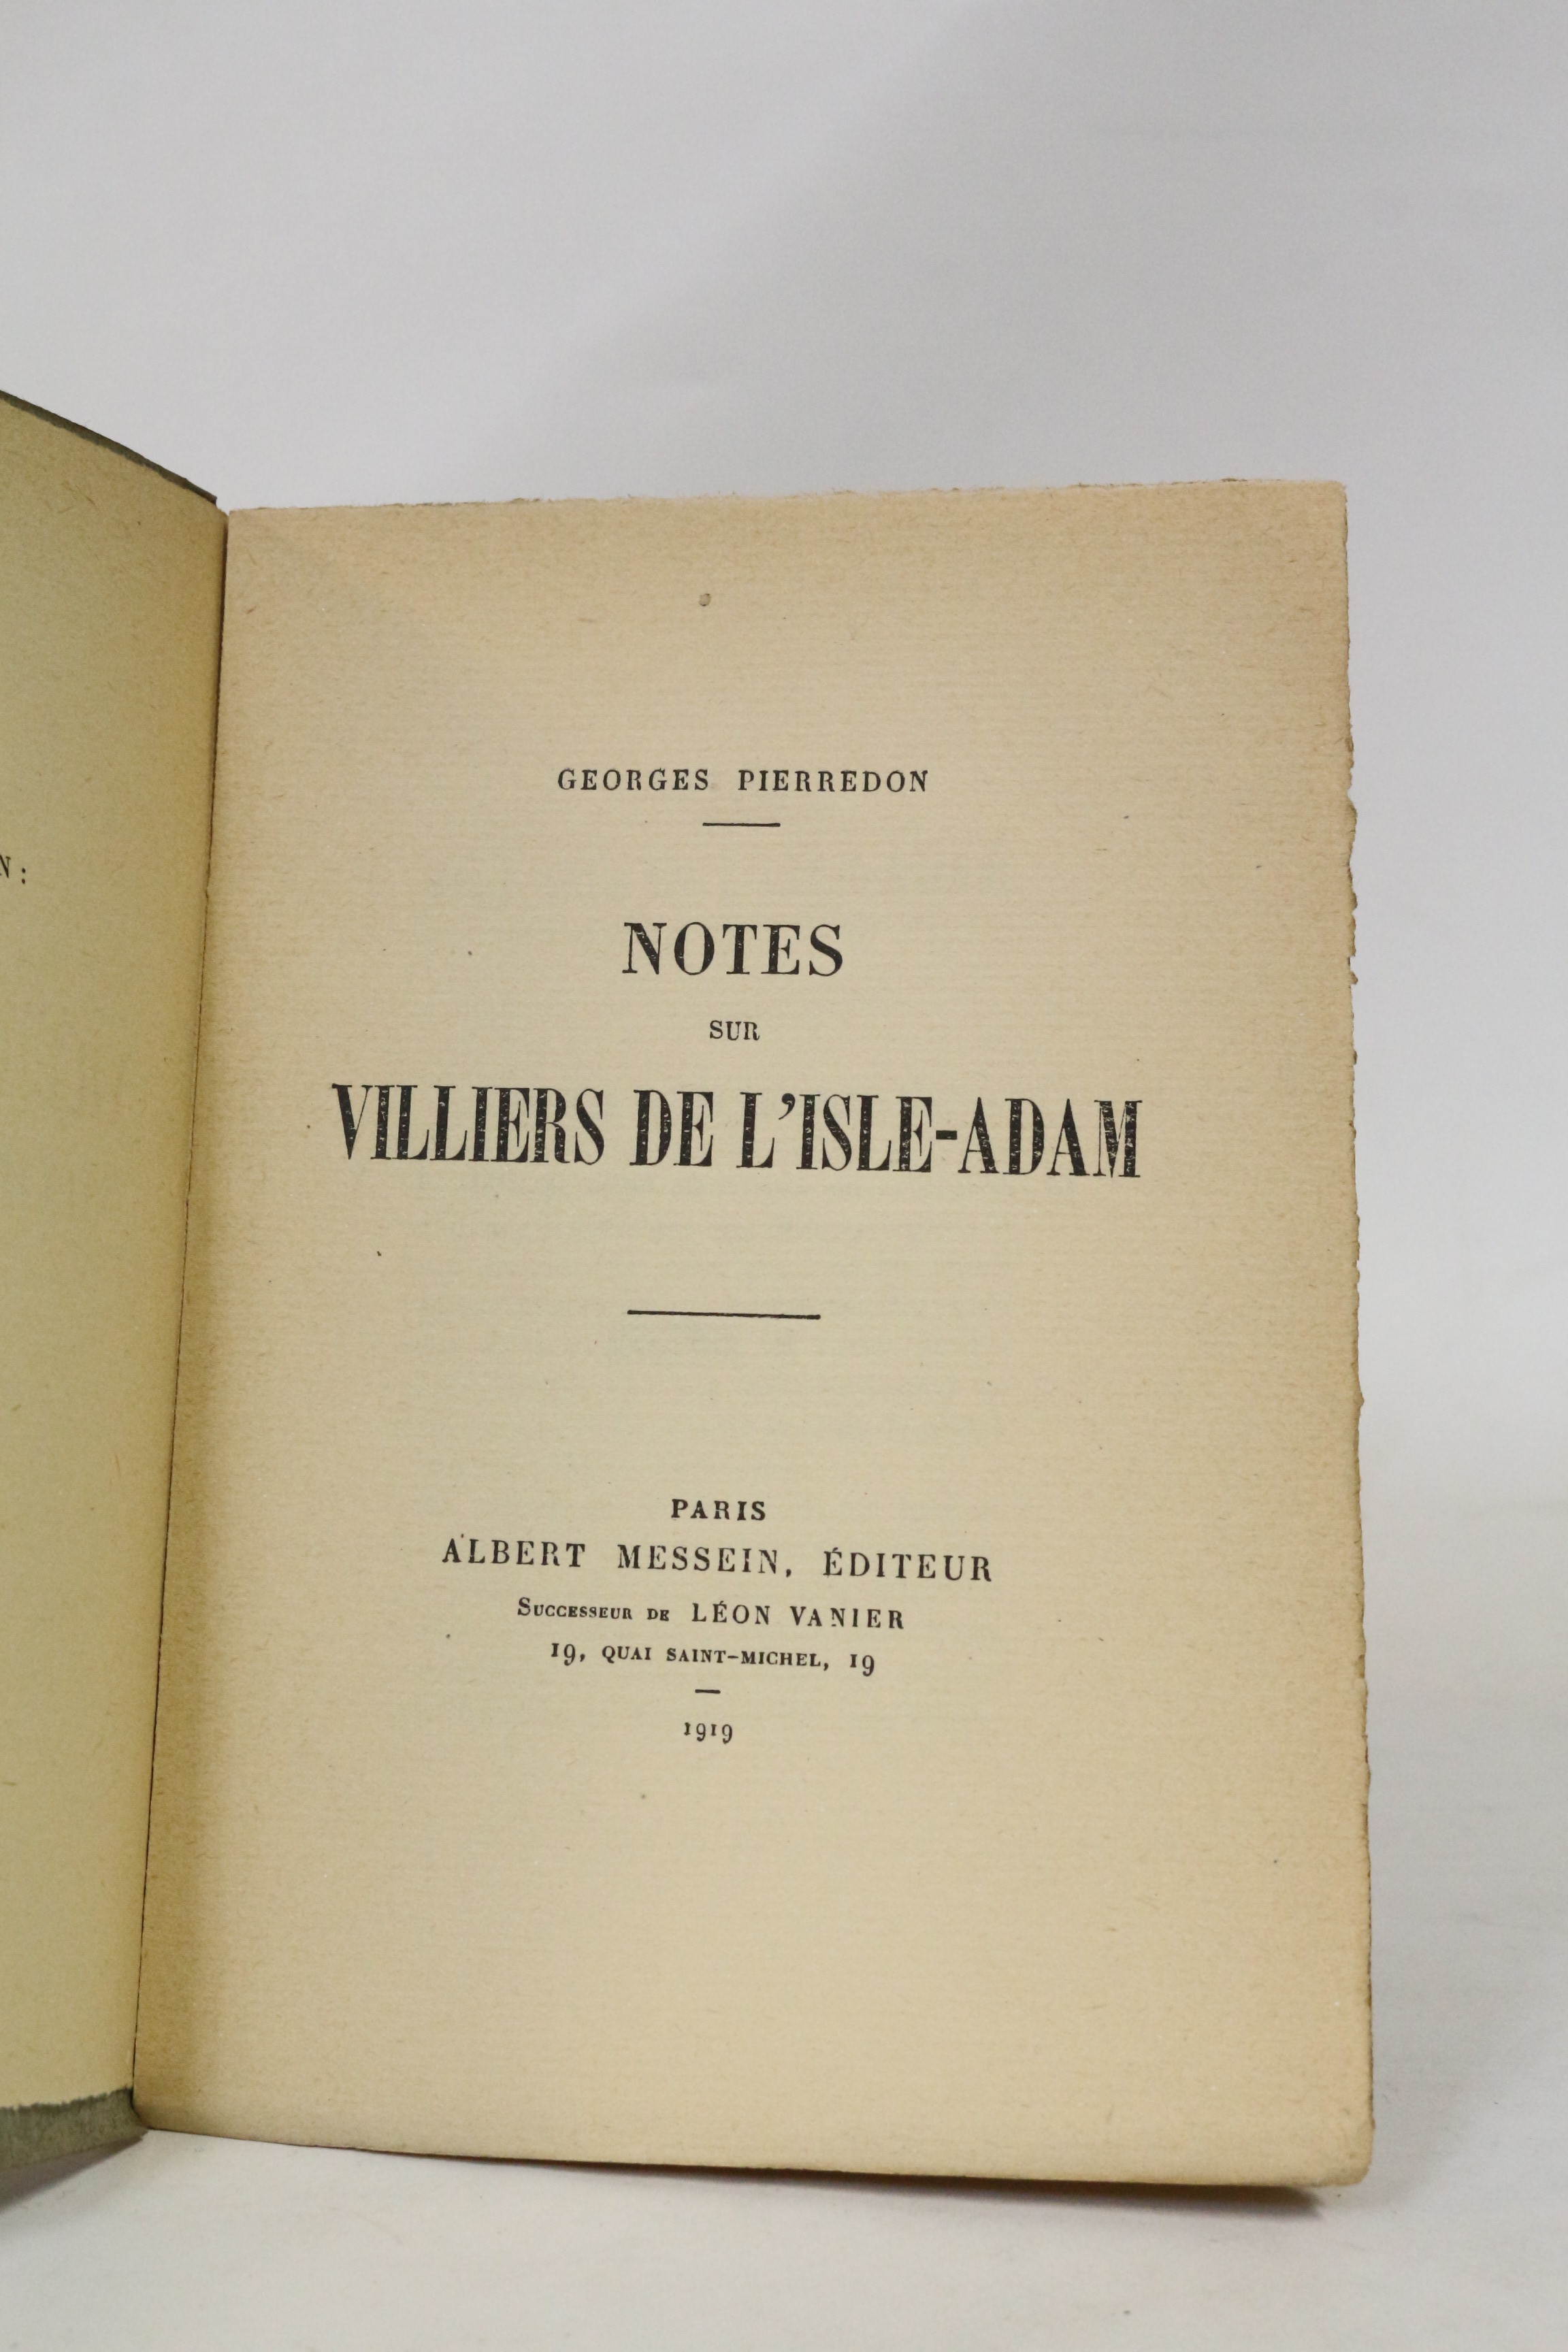 N :
GEORGES PIERREDON
NOTES
SUR
VILLIERS DE L'ISLE-ADAM
PARIS
ALBERT MESSEIN, ÉDITEUR
SUCCESSEUR DE LÉON VANIER
19, QUAI SAINT-MICHEL, 19
1919